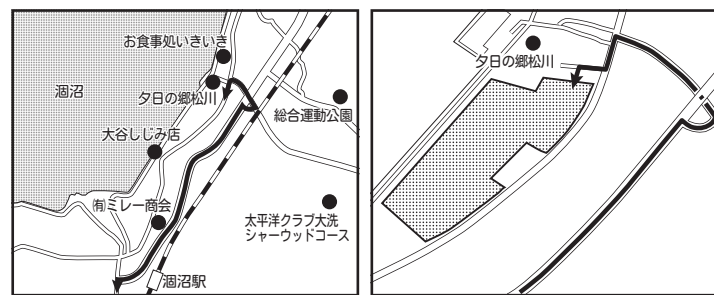 お食事処いきいき
涸沼
夕日の郷松川
総合運動公園
大谷しじみ店
㈲ミレー商会
太平洋クラブ大洗
シャーウッドコース
涸沼駅
夕日の郷松川